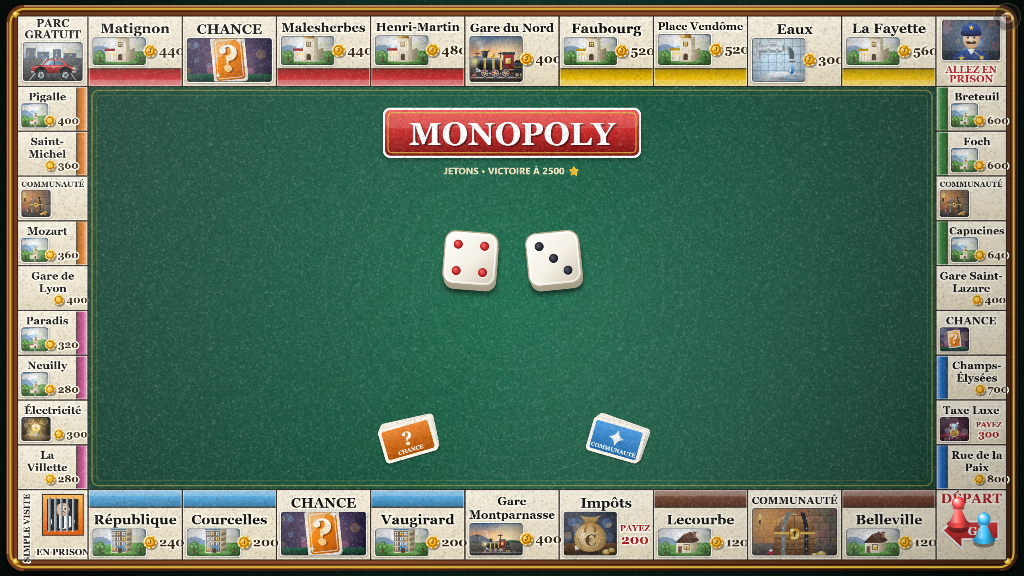 PARC
GRATUIT
Matignon
440
CHANCE
?
Malesherbes
440
Henri-Martin
480
Gare du Nord
400
Faubourg
520
Place Vendôme
520
Eaux
300
La Fayette
560
ALLEZ EN
PRISON
Pigalle
400
Saint-
Michel
360
COMMUNAUTÉ
Mozart
360
Gare de
Lyon
400
Paradis
320
Neuilly
280
Électricité
300
La
Villette
280
MONOPOLY
JETONS • VICTOIRE À 2500
?
CHANCE
COMMUNAUTÉ
Breteuil
600
Foch
600
COMMUNAUTÉ
Capucines
640
Gare Saint-
Lazare
400
CHANCE
?
Champs-
Élysées
700
Taxe Luxe
PAYEZ
300
Rue de la
Paix
800
SIMPLE VISITE
EN PRISON
République
240
Courcelles
200
CHANCE
?
Vaugirard
200
Gare
Montparnasse
400
Impôts
€
PAYEZ
200
Lecourbe
120
COMMUNAUTÉ
Belleville
120
DÉPART